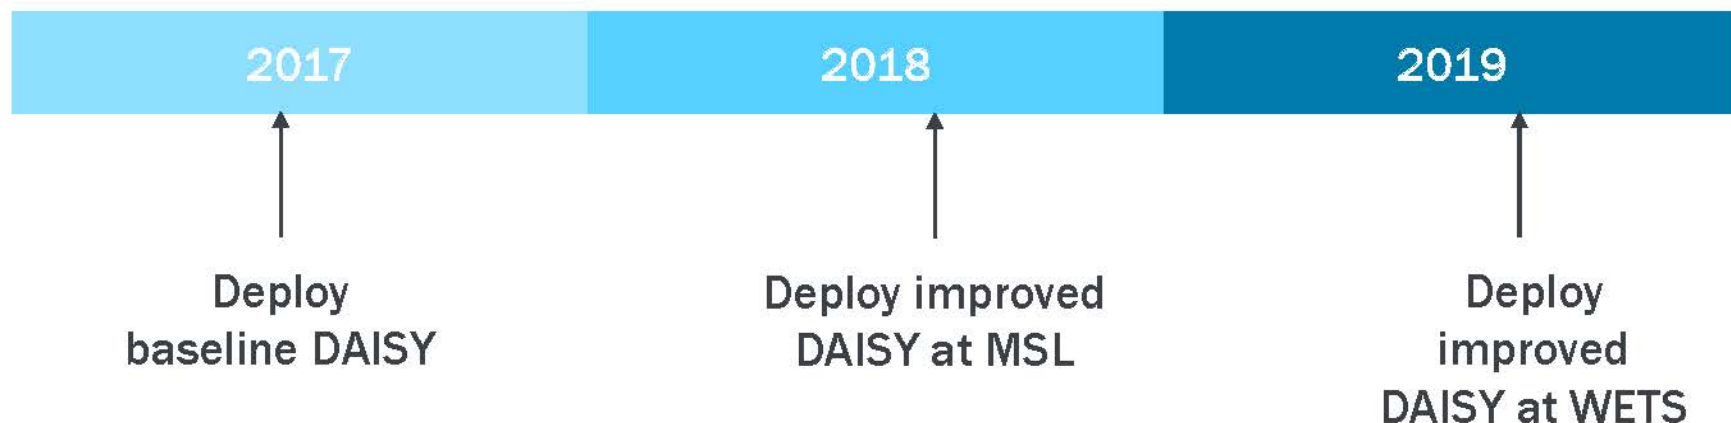 2017
2018
2019
Deploy
baseline DAISY
Deploy improved
DAISY at MSL
Deploy
improved
DAISY at WETS